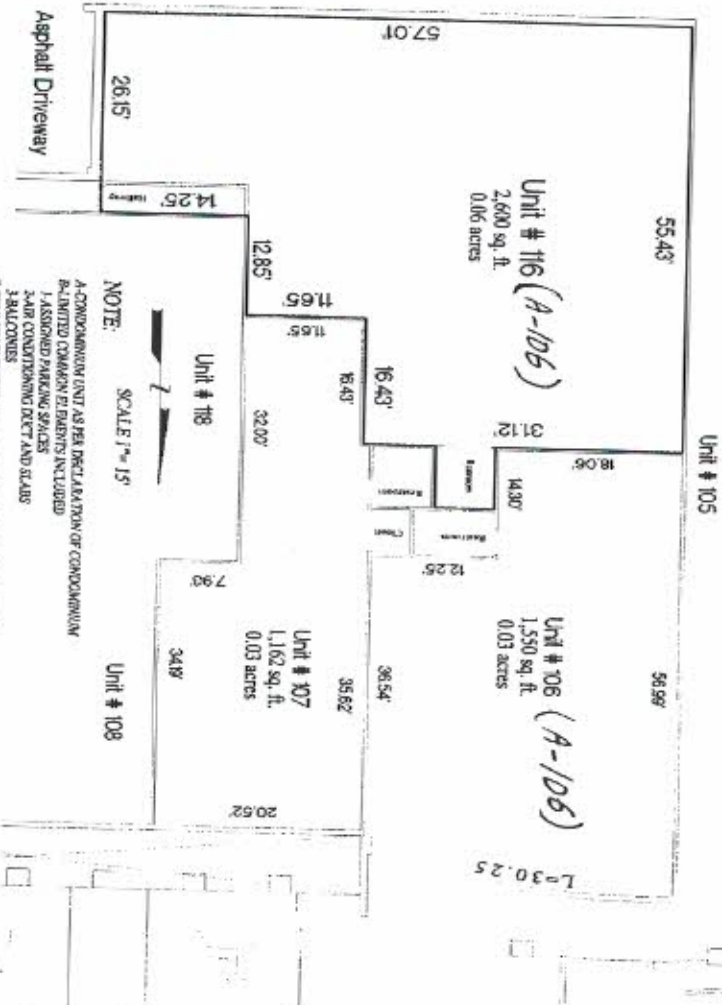 Asphalt Driveway
57.01'
26.15'
Hallway
14.25'
55.43'
Unit # 116 (A-106)
2,600 sq. ft.
0.06 acres
12.85'
11.65'
11.65'
16.43'
16.43'
31.12'
18.06'
14.30'
Restroom
Restroom
Closet
12.25'
Unit # 105
Unit # 106 (A-106)
1,550 sq. ft.
0.03 acres
56.99'
36.54'
35.62'
L=30.25
Unit # 107
1,162 sq. ft.
0.03 acres
20.52'
32.00'
7.93'
34.19'
Unit # 118
Unit # 108
NOTE:
SCALE 1"= 15'
A-CONDOMINIUM UNIT AS PER DECLARATION OF CONDOMINIUM
B-LIMITED COMMON ELEMENTS INCLUDED
1-ASSIGNED PARKING SPACES
2-AIR CONDITIONING DUCT AND SLABS
3-BALCONIES